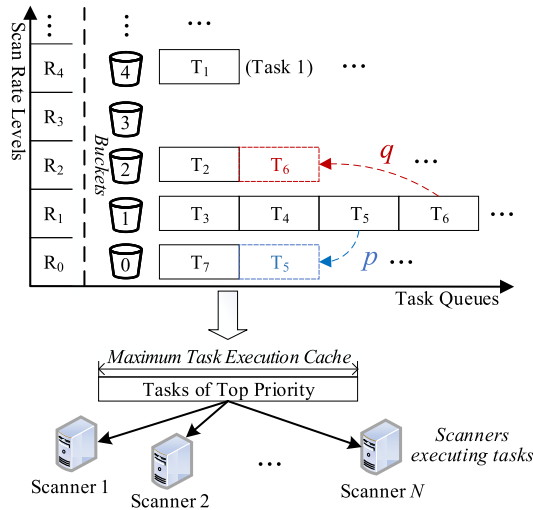 Scan Rate Levels
Buckets
⋮ ⋮ ...
R4 4 T1 (Task 1) ...
R3 3
R2 2 T2 T6 q ...
R1 1 T3 T4 T5 T6 ...
R0 0 T7 T5 p ...
Task Queues
Maximum Task Execution Cache
Tasks of Top Priority
Scanner 1
Scanner 2
...
Scanner N
Scanners
executing tasks